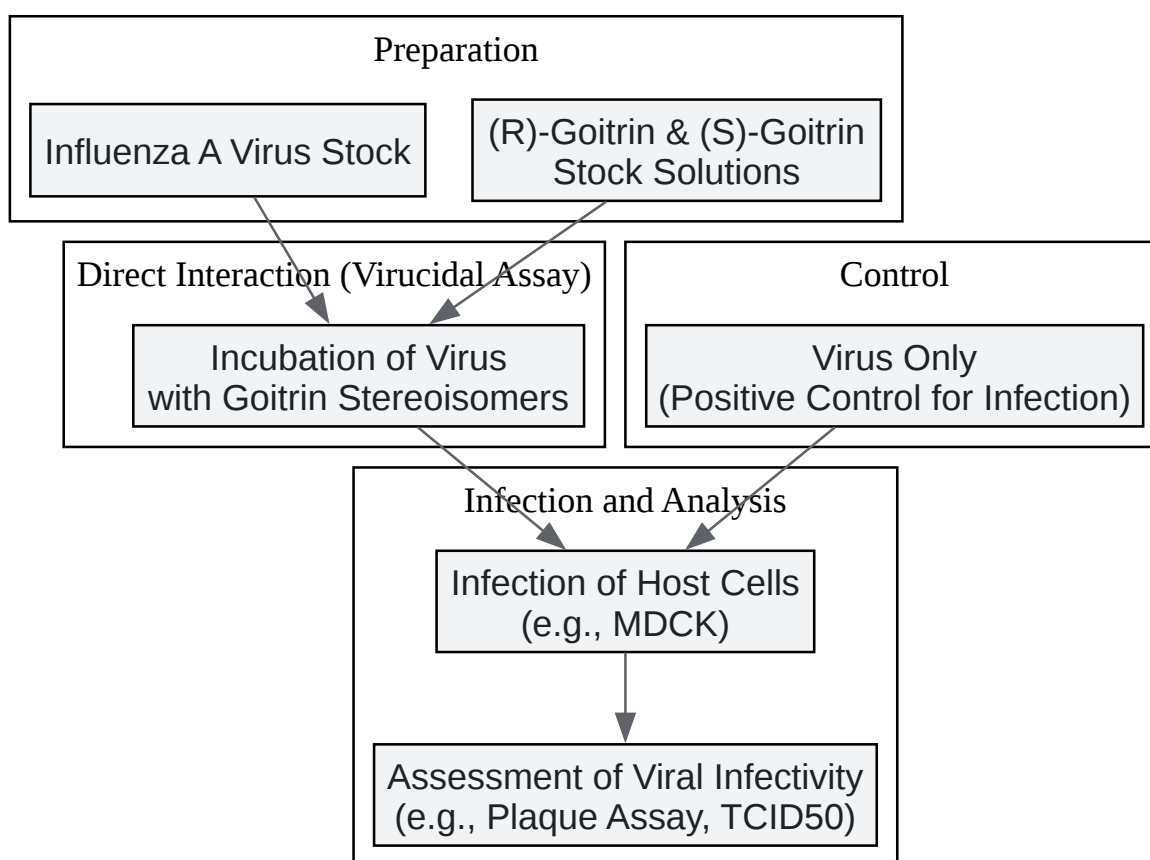 Preparation
Influenza A Virus Stock
(R)-Goitrin & (S)-Goitrin
Stock Solutions
Direct Interaction (Virucidal Assay)
Incubation of Virus
with Goitrin Stereoisomers
Control
Virus Only
(Positive Control for Infection)
Infection and Analysis
Infection of Host Cells
(e.g., MDCK)
Assessment of Viral Infectivity
(e.g., Plaque Assay, TCID50)